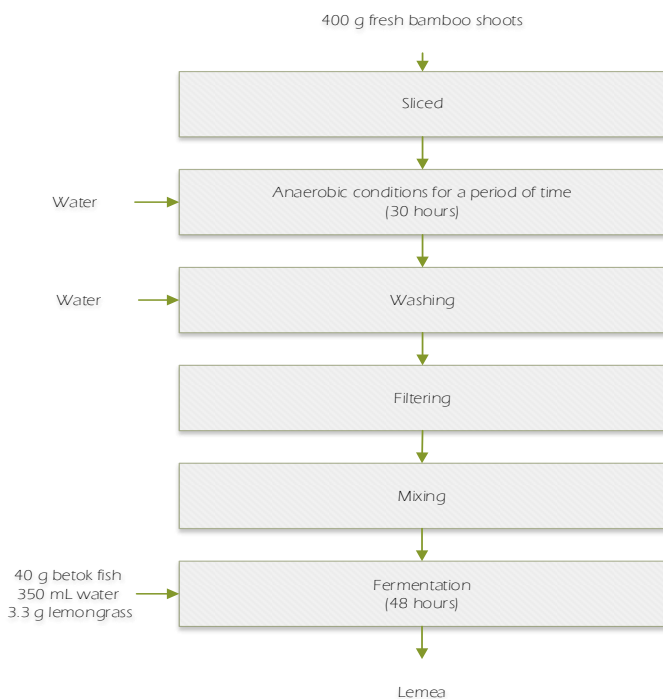 400 g fresh bamboo shoots
Sliced
Anaerobic conditions for a period of time
(30 hours)
Water
Water
Washing
Filtering
Mixing
40 g betok fish
350 mL water
3.3 g lemongrass
Fermentation
(48 hours)
Lemea